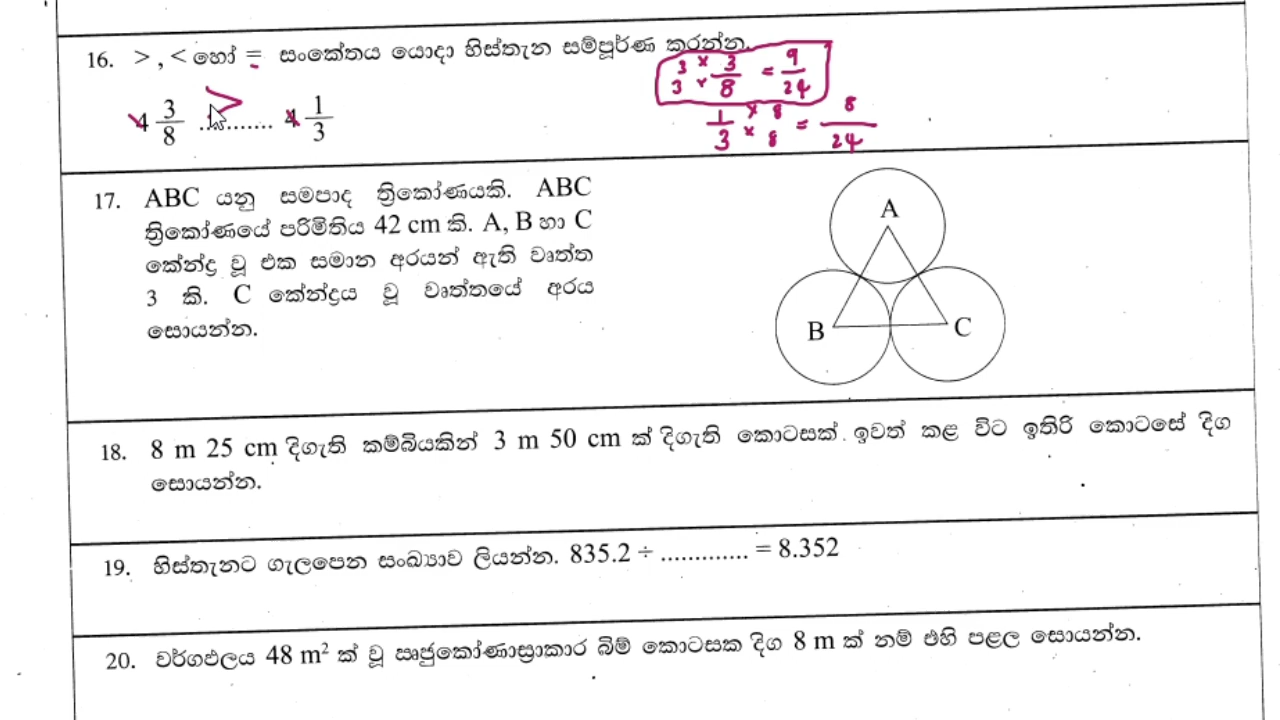 16. > , < හෝ = සංකේතය යොදා හිස්තැන සම්පූර්ණ කරන්න.
4 3/8 .......... 4 1/3
>
3 × 3 / 3 × 8 = 9/24
1 × 8 / 3 × 8 = 8/24
17. ABC යනු සමපාද ත්‍රිකෝණයකි. ABC
ත්‍රිකෝණයේ පරිමිතිය 42 cm කි. A, B හා C
කේන්ද්‍ර වූ එක සමාන අරයන් ඇති වෘත්ත
3 කි. C කේන්ද්‍රය වූ වෘත්තයේ අරය
සොයන්න.
A
B
C
18. 8 m 25 cm දිගැති කම්බියකින් 3 m 50 cm ක් දිගැති කොටසක් ඉවත් කළ විට ඉතිරි කොටසේ දිග
සොයන්න.
19. හිස්තැනට ගැලපෙන සංඛ්‍යාව ලියන්න. 835.2 ÷ ............. = 8.352
20. වර්ගඵලය 48 m² ක් වූ ඍජුකෝණාස්‍රාකාර බිම් කොටසක දිග 8 m ක් නම් එහි පළල සොයන්න.